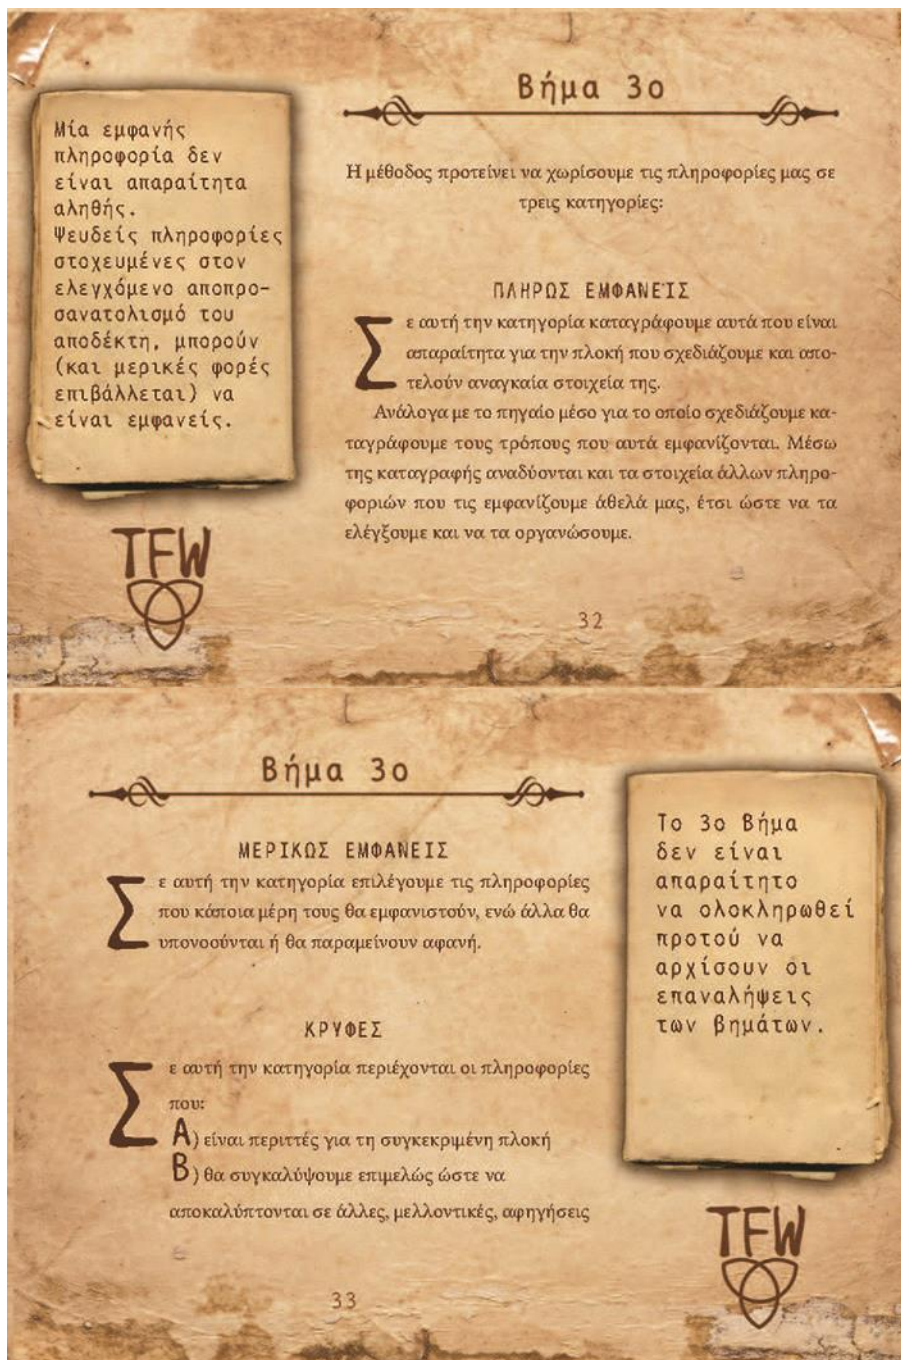 Μία εμφανής
πληροφορία δεν
είναι απαραίτητα
αληθής.
Ψευδείς πληροφορίες
στοχευμένες στον
ελεγχόμενο αποπρο-
σανατολισμό του
αποδέκτη, μπορούν
(και μερικές φορές
επιβάλλεται) να
είναι εμφανείς.
TFW
Βήμα 3ο
Η μέθοδος προτείνει να χωρίσουμε τις πληροφορίες μας σε
τρεις κατηγορίες:
ΠΛΗΡΩΣ ΕΜΦΑΝΕΊΣ
Σε αυτή την κατηγορία καταγράφουμε αυτά που είναι
απαραίτητα για την πλοκή που σχεδιάζουμε και απο-
τελούν αναγκαία στοιχεία της.
Ανάλογα με το πηγαίο μέσο για το οποίο σχεδιάζουμε κα-
ταγράφουμε τους τρόπους που αυτά εμφανίζονται. Μέσω
της καταγραφής αναδύονται και τα στοιχεία άλλων πληρο-
φοριών που τις εμφανίζουμε άθελά μας, έτσι ώστε να τα
ελέγξουμε και να τα οργανώσουμε.
32
Βήμα 3ο
ΜΕΡΙΚΩΣ ΕΜΦΑΝΕΙΣ
Σε αυτή την κατηγορία επιλέγουμε τις πληροφορίες
που κάποια μέρη τους θα εμφανιστούν, ενώ άλλα θα
υπονοούνται ή θα παραμείνουν αφανή.
ΚΡΥΦΕΣ
Σε αυτή την κατηγορία περιέχονται οι πληροφορίες
που:
Α) είναι περιττές για τη συγκεκριμένη πλοκή
Β) θα συγκαλύψουμε επιμελώς ώστε να
αποκαλύπτονται σε άλλες, μελλοντικές, αφηγήσεις
33
Το 3ο Βήμα
δεν είναι
απαραίτητο
να ολοκληρωθεί
προτού να
αρχίσουν οι
επαναλήψεις
των βημάτων.
TFW